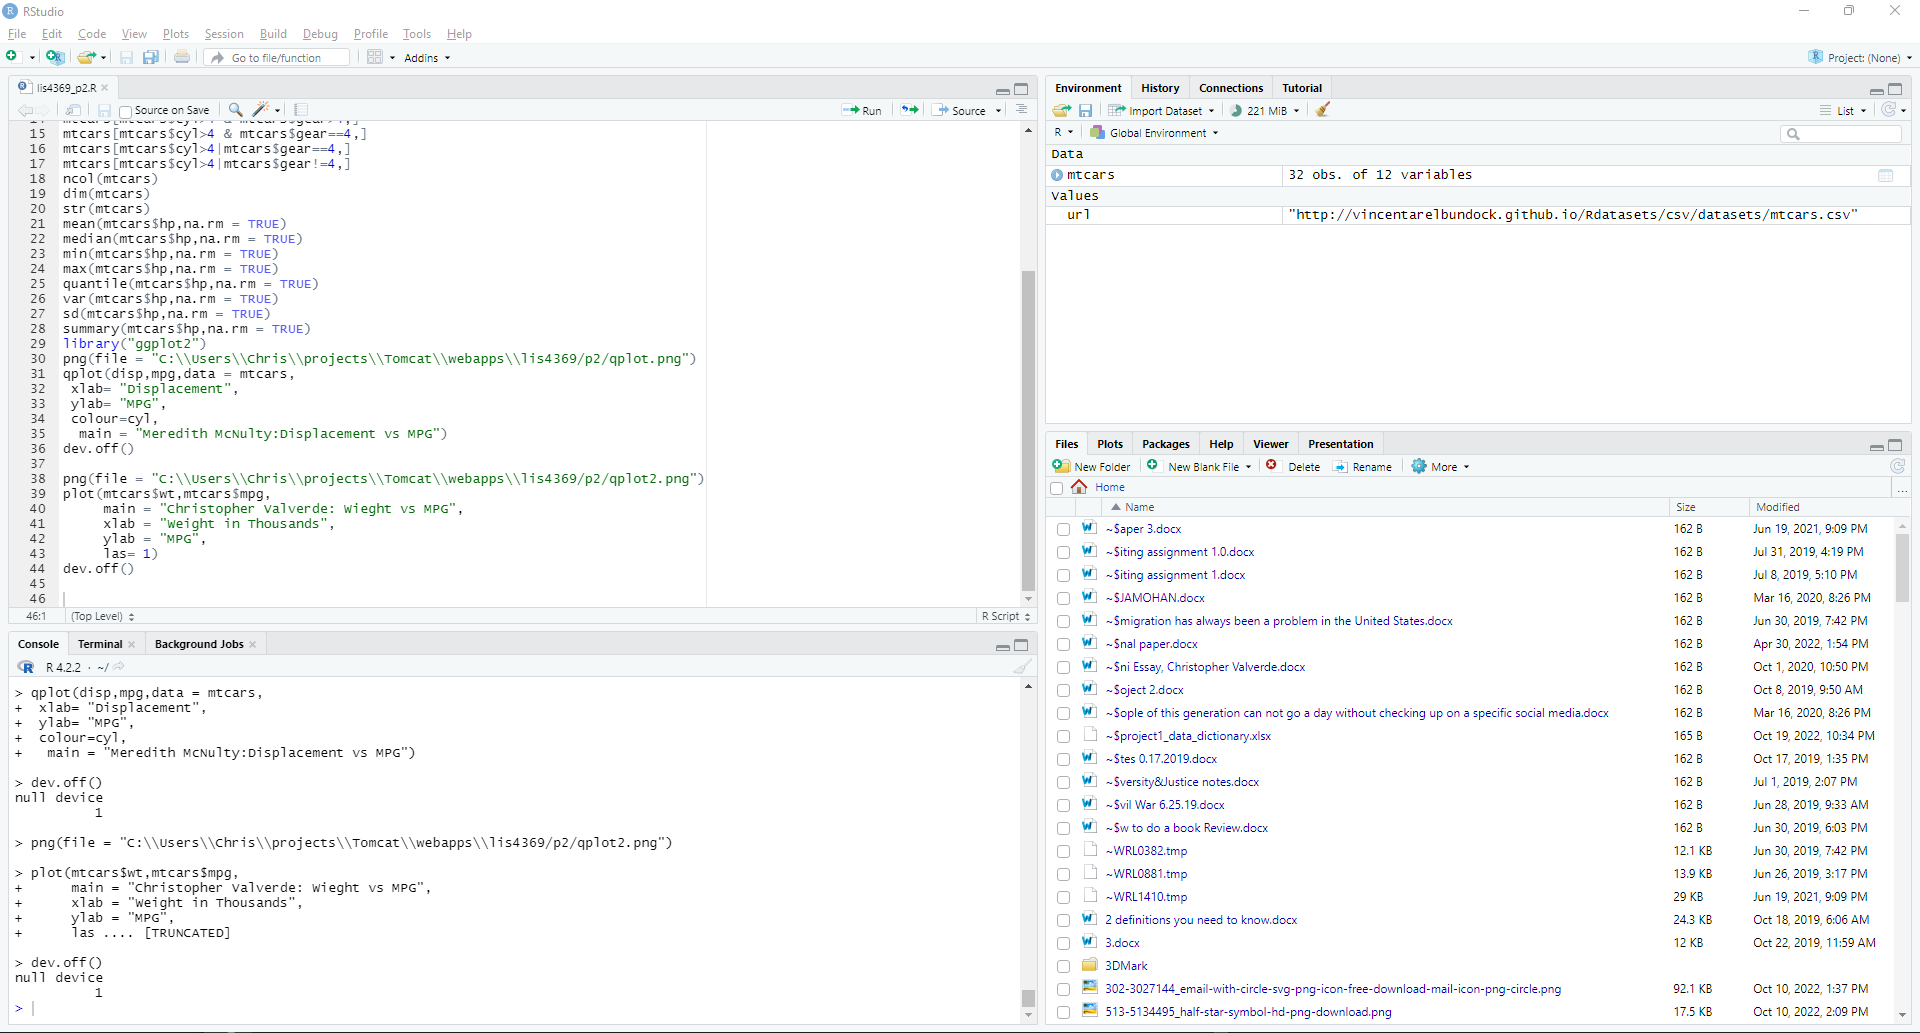 RStudio
File Edit Code View Plots Session Build Debug Profile Tools Help
Go to file/function Addins Project: (None)
lis4369_p2.R
Source on Save Run Source
15 mtcars[mtcars$cyl>4 & mtcars$gear==4,]
16 mtcars[mtcars$cyl>4|mtcars$gear==4,]
17 mtcars[mtcars$cyl>4|mtcars$gear!=4,]
18 ncol(mtcars)
19 dim(mtcars)
20 str(mtcars)
21 mean(mtcars$hp,na.rm = TRUE)
22 median(mtcars$hp,na.rm = TRUE)
23 min(mtcars$hp,na.rm = TRUE)
24 max(mtcars$hp,na.rm = TRUE)
25 quantile(mtcars$hp,na.rm = TRUE)
26 var(mtcars$hp,na.rm = TRUE)
27 sd(mtcars$hp,na.rm = TRUE)
28 summary(mtcars$hp,na.rm = TRUE)
29 library("ggplot2")
30 png(file = "C:\\Users\\Chris\\projects\\Tomcat\\webapps\\lis4369/p2/qplot.png")
31 qplot(disp,mpg,data = mtcars,
32 xlab= "Displacement",
33 ylab= "MPG",
34 colour=cyl,
35 main = "Meredith McNulty:Displacement vs MPG")
36 dev.off()
37
38 png(file = "C:\\Users\\Chris\\projects\\Tomcat\\webapps\\lis4369/p2/qplot2.png")
39 plot(mtcars$wt,mtcars$mpg,
40 main = "Christopher Valverde: Wieght vs MPG",
41 xlab = "Weight in Thousands",
42 ylab = "MPG",
43 las= 1)
44 dev.off()
45
46
46:1 (Top Level) R Script
Console Terminal Background Jobs
R 4.2.2 · ~/
> qplot(disp,mpg,data = mtcars,
+ xlab= "Displacement",
+ ylab= "MPG",
+ colour=cyl,
+ main = "Meredith McNulty:Displacement vs MPG")
> dev.off()
null device
1
> png(file = "C:\\Users\\Chris\\projects\\Tomcat\\webapps\\lis4369/p2/qplot2.png")
> plot(mtcars$wt,mtcars$mpg,
+ main = "Christopher Valverde: Wieght vs MPG",
+ xlab = "Weight in Thousands",
+ ylab = "MPG",
+ las .... [TRUNCATED]
> dev.off()
null device
1
>
Environment History Connections Tutorial
Import Dataset 221 MiB List
R Global Environment
Data
mtcars 32 obs. of 12 variables
Values
url "http://vincentarelbundock.github.io/Rdatasets/csv/datasets/mtcars.csv"
Files Plots Packages Help Viewer Presentation
New Folder New Blank File Delete Rename More
Home ...
Name Size Modified
~$aper 3.docx 162 B Jun 19, 2021, 9:09 PM
~$iting assignment 1.0.docx 162 B Jul 31, 2019, 4:19 PM
~$iting assignment 1.docx 162 B Jul 8, 2019, 5:10 PM
~$JAMOHAN.docx 162 B Mar 16, 2020, 8:26 PM
~$migration has always been a problem in the United States.docx 162 B Jun 30, 2019, 7:42 PM
~$nal paper.docx 162 B Apr 30, 2022, 1:54 PM
~$ni Essay, Christopher Valverde.docx 162 B Oct 1, 2020, 10:50 PM
~$oject 2.docx 162 B Oct 8, 2019, 9:50 AM
~$ople of this generation can not go a day without checking up on a specific social media.docx 162 B Mar 16, 2020, 8:26 PM
~$project1_data_dictionary.xlsx 165 B Oct 19, 2022, 10:34 PM
~$tes 0.17.2019.docx 162 B Oct 17, 2019, 1:35 PM
~$versity&Justice notes.docx 162 B Jul 1, 2019, 2:07 PM
~$vil War 6.25.19.docx 162 B Jun 28, 2019, 9:33 AM
~$w to do a book Review.docx 162 B Jun 30, 2019, 6:03 PM
~WRL0382.tmp 12.1 KB Jun 30, 2019, 7:42 PM
~WRL0881.tmp 13.9 KB Jun 26, 2019, 3:17 PM
~WRL1410.tmp 29 KB Jun 19, 2021, 9:09 PM
2 definitions you need to know.docx 24.3 KB Oct 18, 2019, 6:06 AM
3.docx 12 KB Oct 22, 2019, 11:59 AM
3DMark
302-3027144_email-with-circle-svg-png-icon-free-download-mail-icon-png-circle.png 92.1 KB Oct 10, 2022, 1:37 PM
513-5134495_half-star-symbol-hd-png-download.png 17.5 KB Oct 10, 2022, 2:09 PM